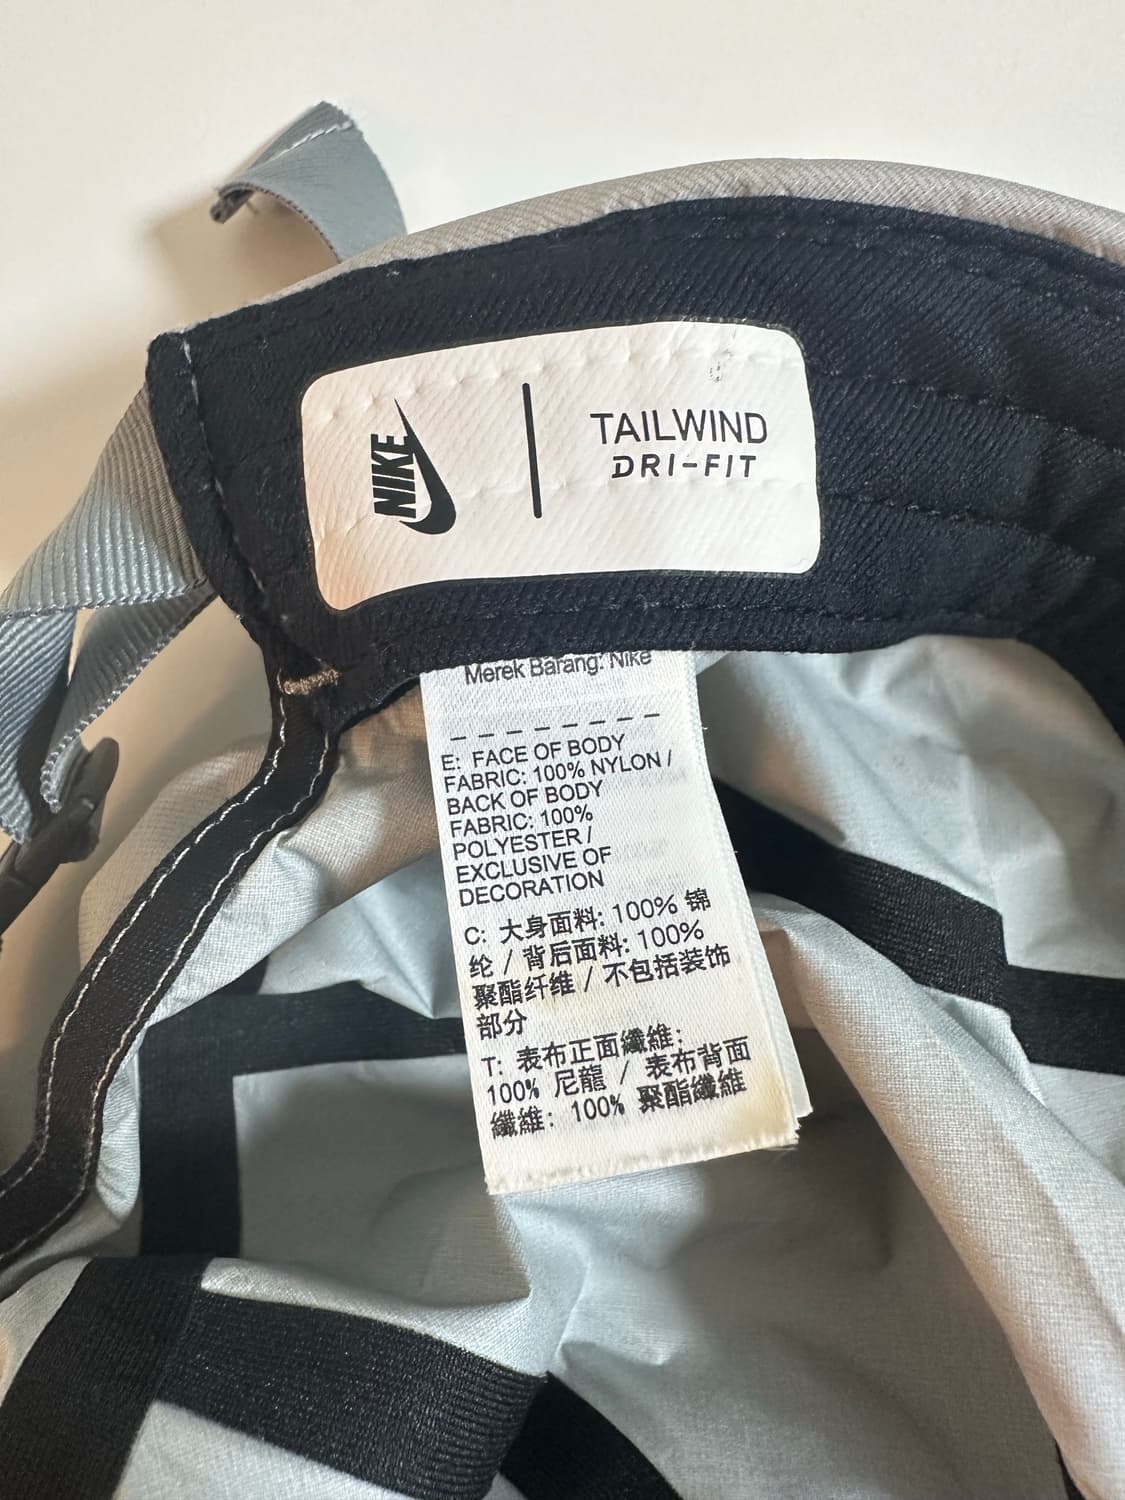 NIKE
TAILWIND
DRI-FIT
Merek Barang: Nike
E: FACE OF BODY
FABRIC: 100% NYLON /
BACK OF BODY
FABRIC: 100%
POLYESTER /
EXCLUSIVE OF
DECORATION
C: 大身面料: 100% 锦
纶 / 背后面料: 100%
聚酯纤维 / 不包括装饰
部分
T: 表布正面纖維:
100% 尼龍 / 表布背面
纖維: 100% 聚酯纖維